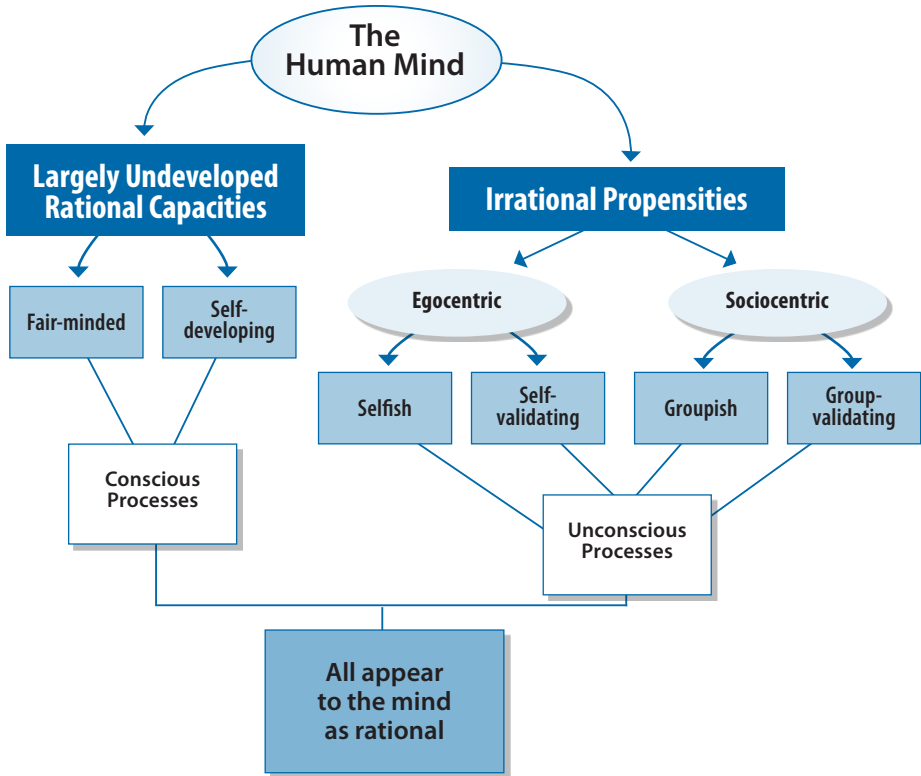 The
Human Mind
Largely Undeveloped
Rational Capacities
Irrational Propensities
Fair-minded
Self-
developing
Egocentric
Sociocentric
Selfish
Self-
validating
Groupish
Group-
validating
Conscious
Processes
Unconscious
Processes
All appear
to the mind
as rational